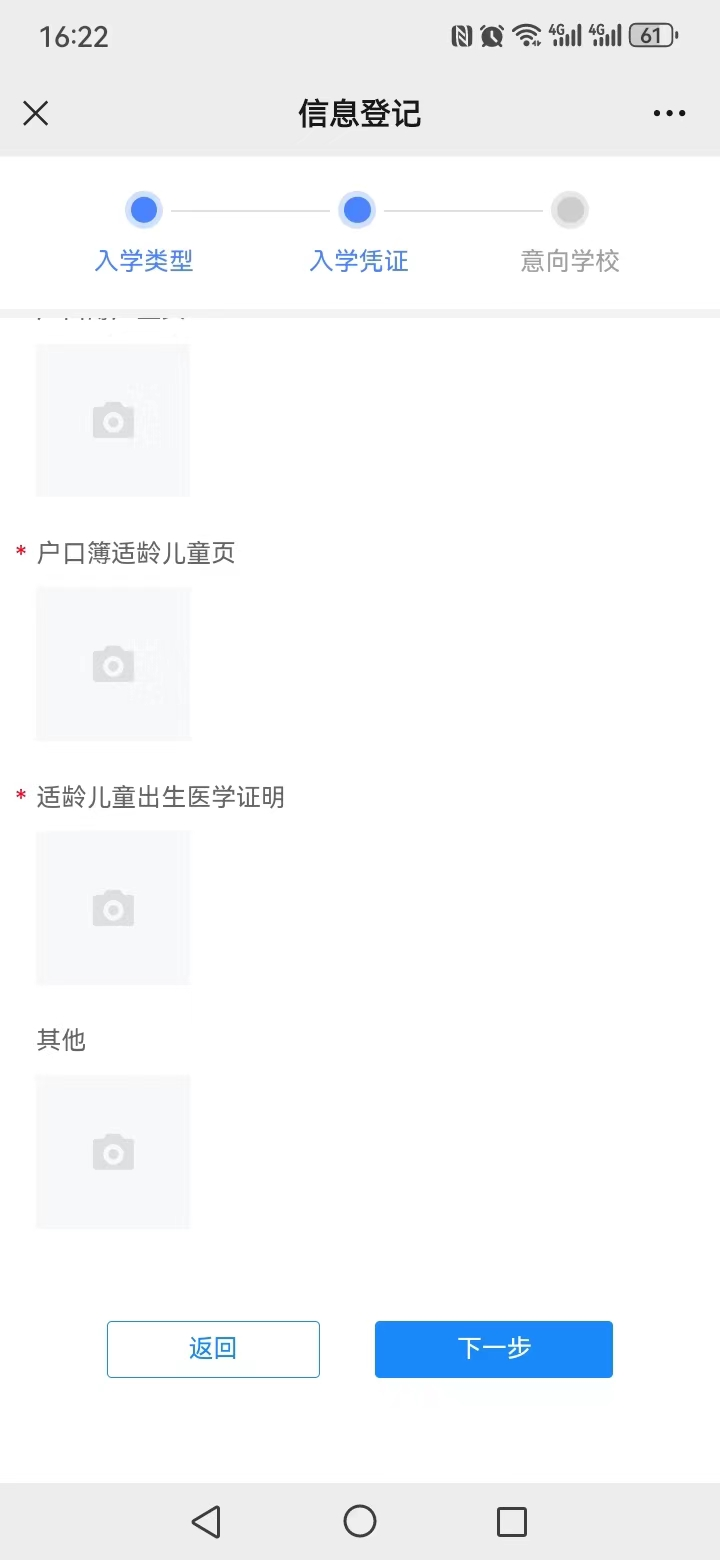 16:22
4G
4G
61
信息登记
入学类型
入学凭证
意向学校
* 户口簿适龄儿童页
* 适龄儿童出生医学证明
其他
返回
下一步